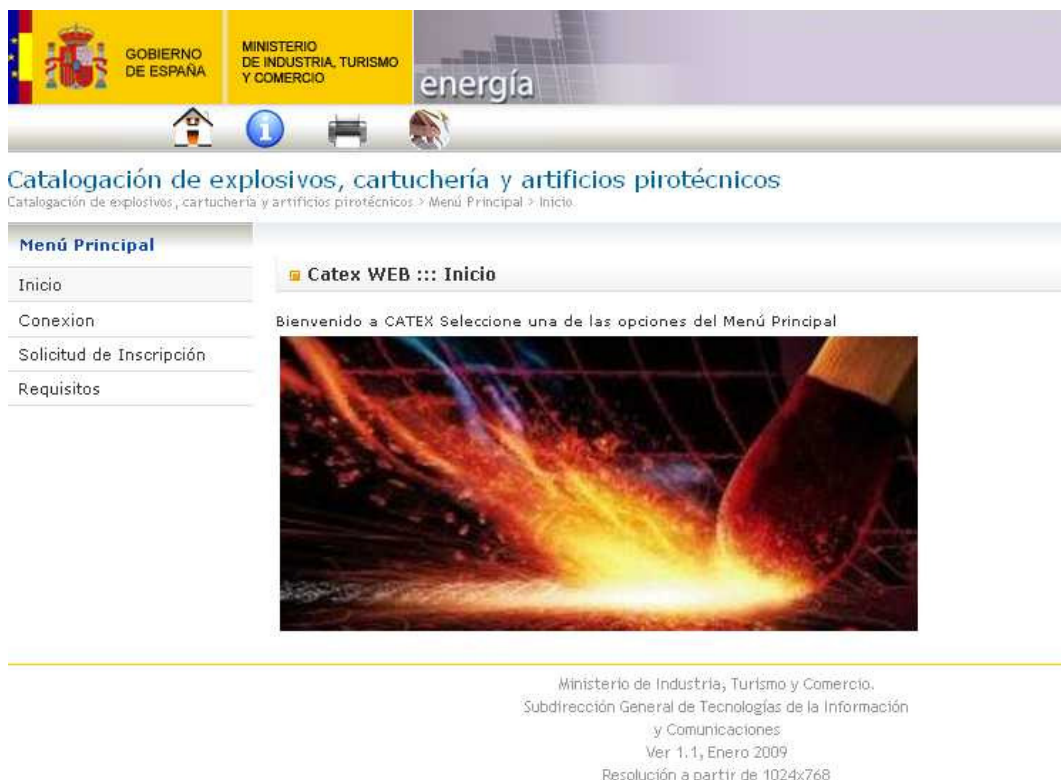 GOBIERNO
DE ESPAÑA
MINISTERIO
DE INDUSTRIA, TURISMO
Y COMERCIO
energía
Catalogación de explosivos, cartuchería y artificios pirotécnicos
Catalogación de explosivos, cartuchería y artificios pirotécnicos > Menú Principal > Inicio
Menú Principal
Inicio
Conexion
Solicitud de Inscripción
Requisitos
Catex WEB ::: Inicio
Bienvenido a CATEX Seleccione una de las opciones del Menú Principal
Ministerio de Industria, Turismo y Comercio.
Subdirección General de Tecnologías de la Información
y Comunicaciones
Ver 1.1, Enero 2009
Resolución a partir de 1024x768